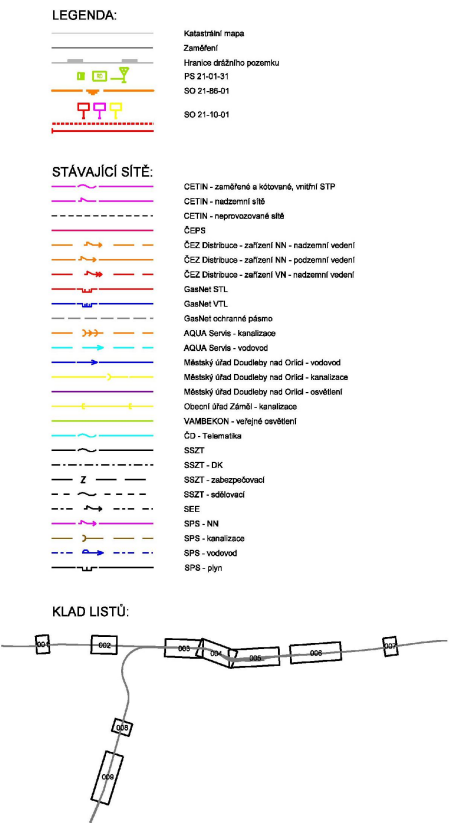 LEGENDA:
Katastrální mapa
Zaměření
Hranice drážního pozemku
PS 21-01-31
SO 21-86-01
SO 21-10-01
STÁVAJÍCÍ SÍTĚ:
CETIN - zaměřené a kótované, vnitřní STP
CETIN - nadzemní sítě
CETIN - neprovozované sítě
ČEPS
ČEZ Distribuce - zařízení NN - nadzemní vedení
ČEZ Distribuce - zařízení NN - podzemní vedení
ČEZ Distribuce - zařízení VN - nadzemní vedení
GasNet STL
GasNet VTL
GasNet ochranné pásmo
AQUA Servis - kanalizace
AQUA Servis - vodovod
Městský úřad Doudleby nad Orlicí - vodovod
Městský úřad Doudleby nad Orlicí - kanalizace
Městský úřad Doudleby nad Orlicí - osvětlení
Obecní úřad Záměl - kanalizace
VAMBEKON - veřejné osvětlení
ČD - Telematika
SSZT
SSZT - DK
Z SSZT - zabezpečovací
SSZT - sdělovací
SEE
SPS - NN
SPS - kanalizace
SPS - vodovod
SPS - plyn
KLAD LISTŮ:
001 002 003 004 005 006 007
008
009